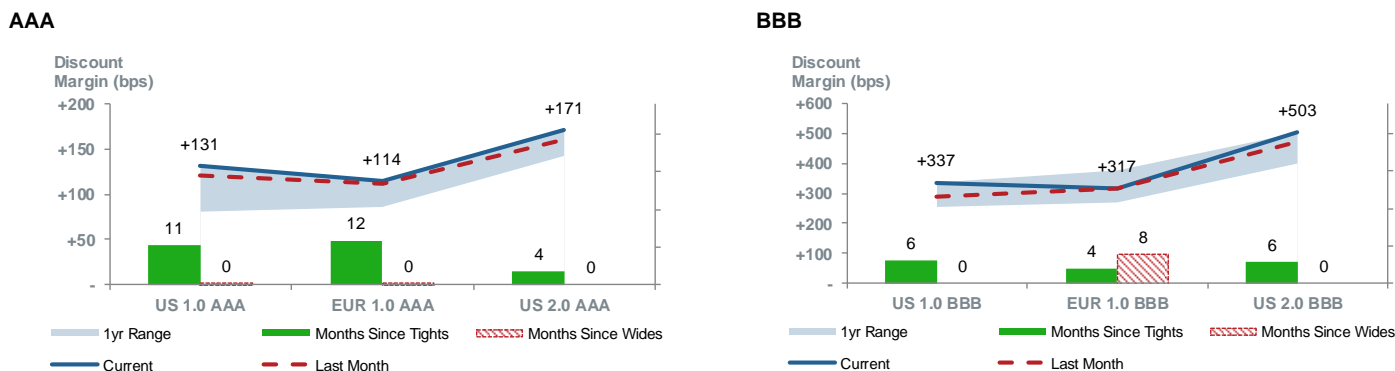 AAA
Discount
Margin (bps)
+200
+150
+100
+50
-
+131
+114
+171
11
0
12
0
4
0
US 1.0 AAA
EUR 1.0 AAA
US 2.0 AAA
1yr Range
Months Since Tights
Months Since Wides
Current
Last Month
BBB
Discount
Margin (bps)
+600
+500
+400
+300
+200
+100
-
+337
+317
+503
6
0
4
8
6
0
US 1.0 BBB
EUR 1.0 BBB
US 2.0 BBB
1yr Range
Months Since Tights
Months Since Wides
Current
Last Month